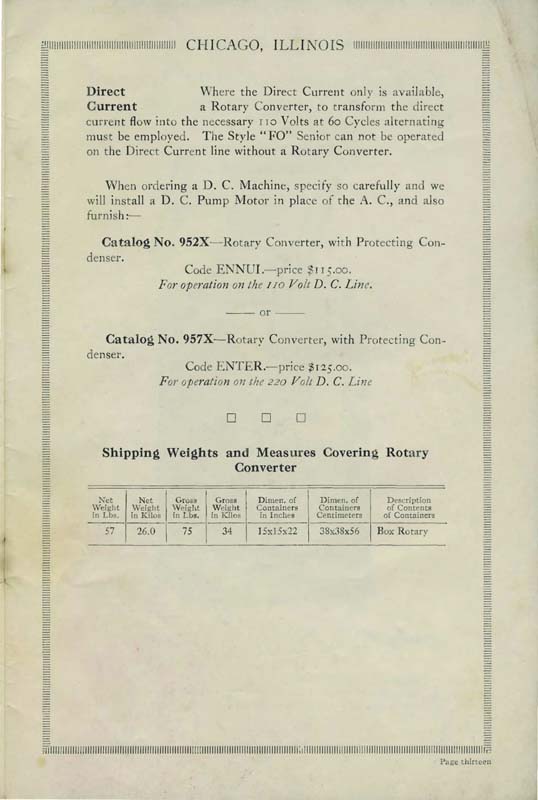 CHICAGO, ILLINOIS
Direct Where the Direct Current only is available,
Current a Rotary Converter, to transform the direct
current flow into the necessary 110 Volts at 60 Cycles alternating
must be employed. The Style "FO" Senior can not be operated
on the Direct Current line without a Rotary Converter.
When ordering a D. C. Machine, specify so carefully and we
will install a D. C. Pump Motor in place of the A. C., and also
furnish:—
Catalog No. 952X—Rotary Converter, with Protecting Con-
denser.
Code ENNUI.—price $115.00.
For operation on the 110 Volt D. C. Line.
—— or ——
Catalog No. 957X—Rotary Converter, with Protecting Con-
denser.
Code ENTER.—price $125.00.
For operation on the 220 Volt D. C. Line
□ □ □
Shipping Weights and Measures Covering Rotary
Converter
Net Net Gross Gross Dimen. of Dimen. of Description
Weight Weight Weight Weight Containers Containers of Contents
in Lbs. in Kilos in Lbs. in Kilos in Inches Centimeters of Containers
57 26.0 75 34 15x15x22 38x38x56 Box Rotary
Page thirteen